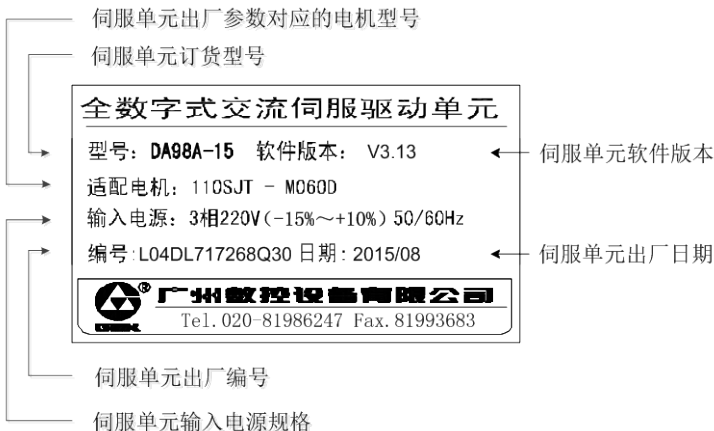 伺服单元出厂参数对应的电机型号
伺服单元订货型号
全数字式交流伺服驱动单元
型号：DA98A-15 软件版本： V3.13
伺服单元软件版本
适配电机：110SJT - M060D
输入电源：3相220V(-15%～+10%) 50/60Hz
编号:L04DL717268Q30 日期：2015/08
伺服单元出厂日期
广州数控设备有限公司
Tel.020-81986247 Fax.81993683
伺服单元出厂编号
伺服单元输入电源规格